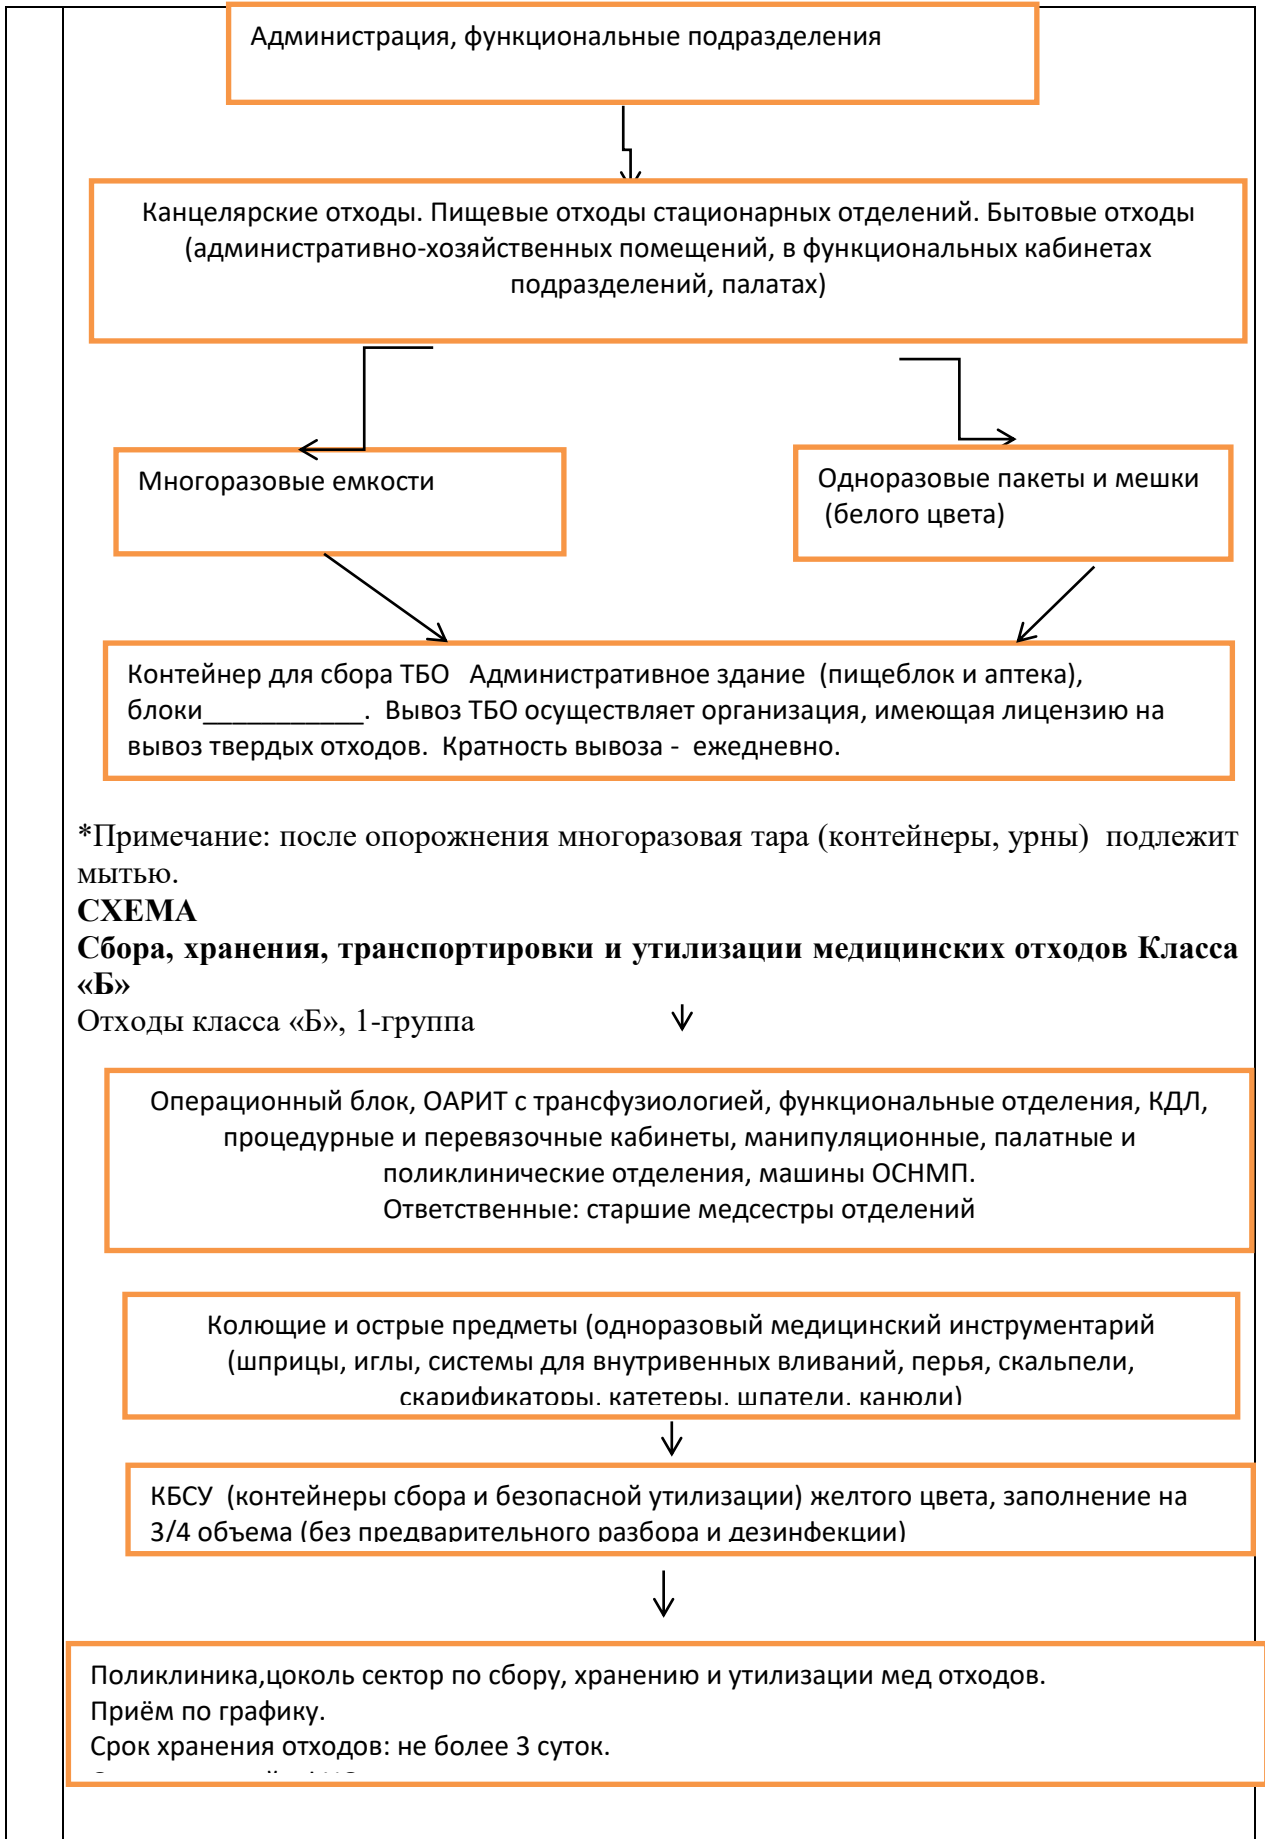 Администрация, функциональные подразделения
Канцелярские отходы. Пищевые отходы стационарных отделений. Бытовые отходы
(административно-хозяйственных помещений, в функциональных кабинетах
подразделений, палатах)
Многоразовые емкости
Одноразовые пакеты и мешки
(белого цвета)
Контейнер для сбора ТБО Административное здание (пищеблок и аптека),
блоки___________. Вывоз ТБО осуществляет организация, имеющая лицензию на
вывоз твердых отходов. Кратность вывоза - ежедневно.
*Примечание: после опорожнения многоразовая тара (контейнеры, урны) подлежит
мытью.
СХЕМА
Сбора, хранения, транспортировки и утилизации медицинских отходов Класса
«Б»
Отходы класса «Б», 1-группа
Операционный блок, ОАРИТ с трансфузиологией, функциональные отделения, КДЛ,
процедурные и перевязочные кабинеты, манипуляционные, палатные и
поликлинические отделения, машины ОСНМП.
Ответственные: старшие медсестры отделений
Колющие и острые предметы (одноразовый медицинский инструментарий
(шприцы, иглы, системы для внутривенных вливаний, перья, скальпели,
скарификаторы, катетеры, шпатели, канюли)
КБСУ (контейнеры сбора и безопасной утилизации) желтого цвета, заполнение на
3/4 объема (без предварительного разбора и дезинфекции)
Поликлиника,цоколь сектор по сбору, хранению и утилизации мед отходов.
Приём по графику.
Срок хранения отходов: не более 3 суток.